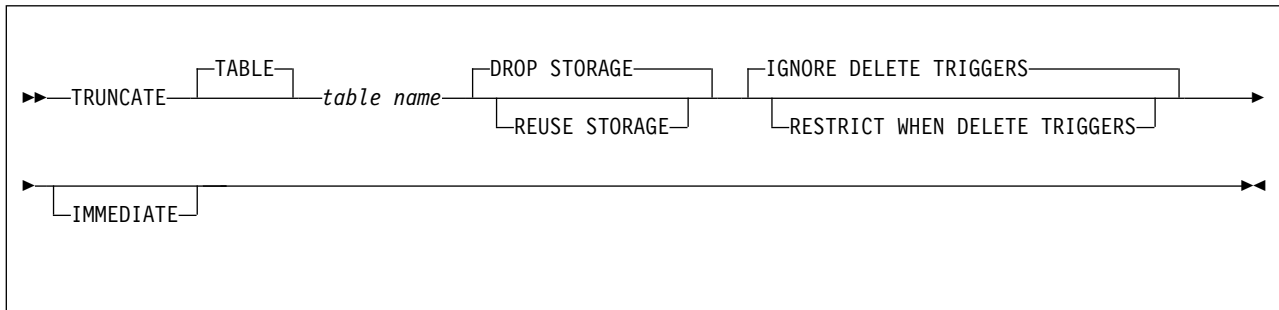 TABLE DROP STORAGE IGNORE DELETE TRIGGERS
TRUNCATE table name
REUSE STORAGE RESTRICT WHEN DELETE TRIGGERS
IMMEDIATE